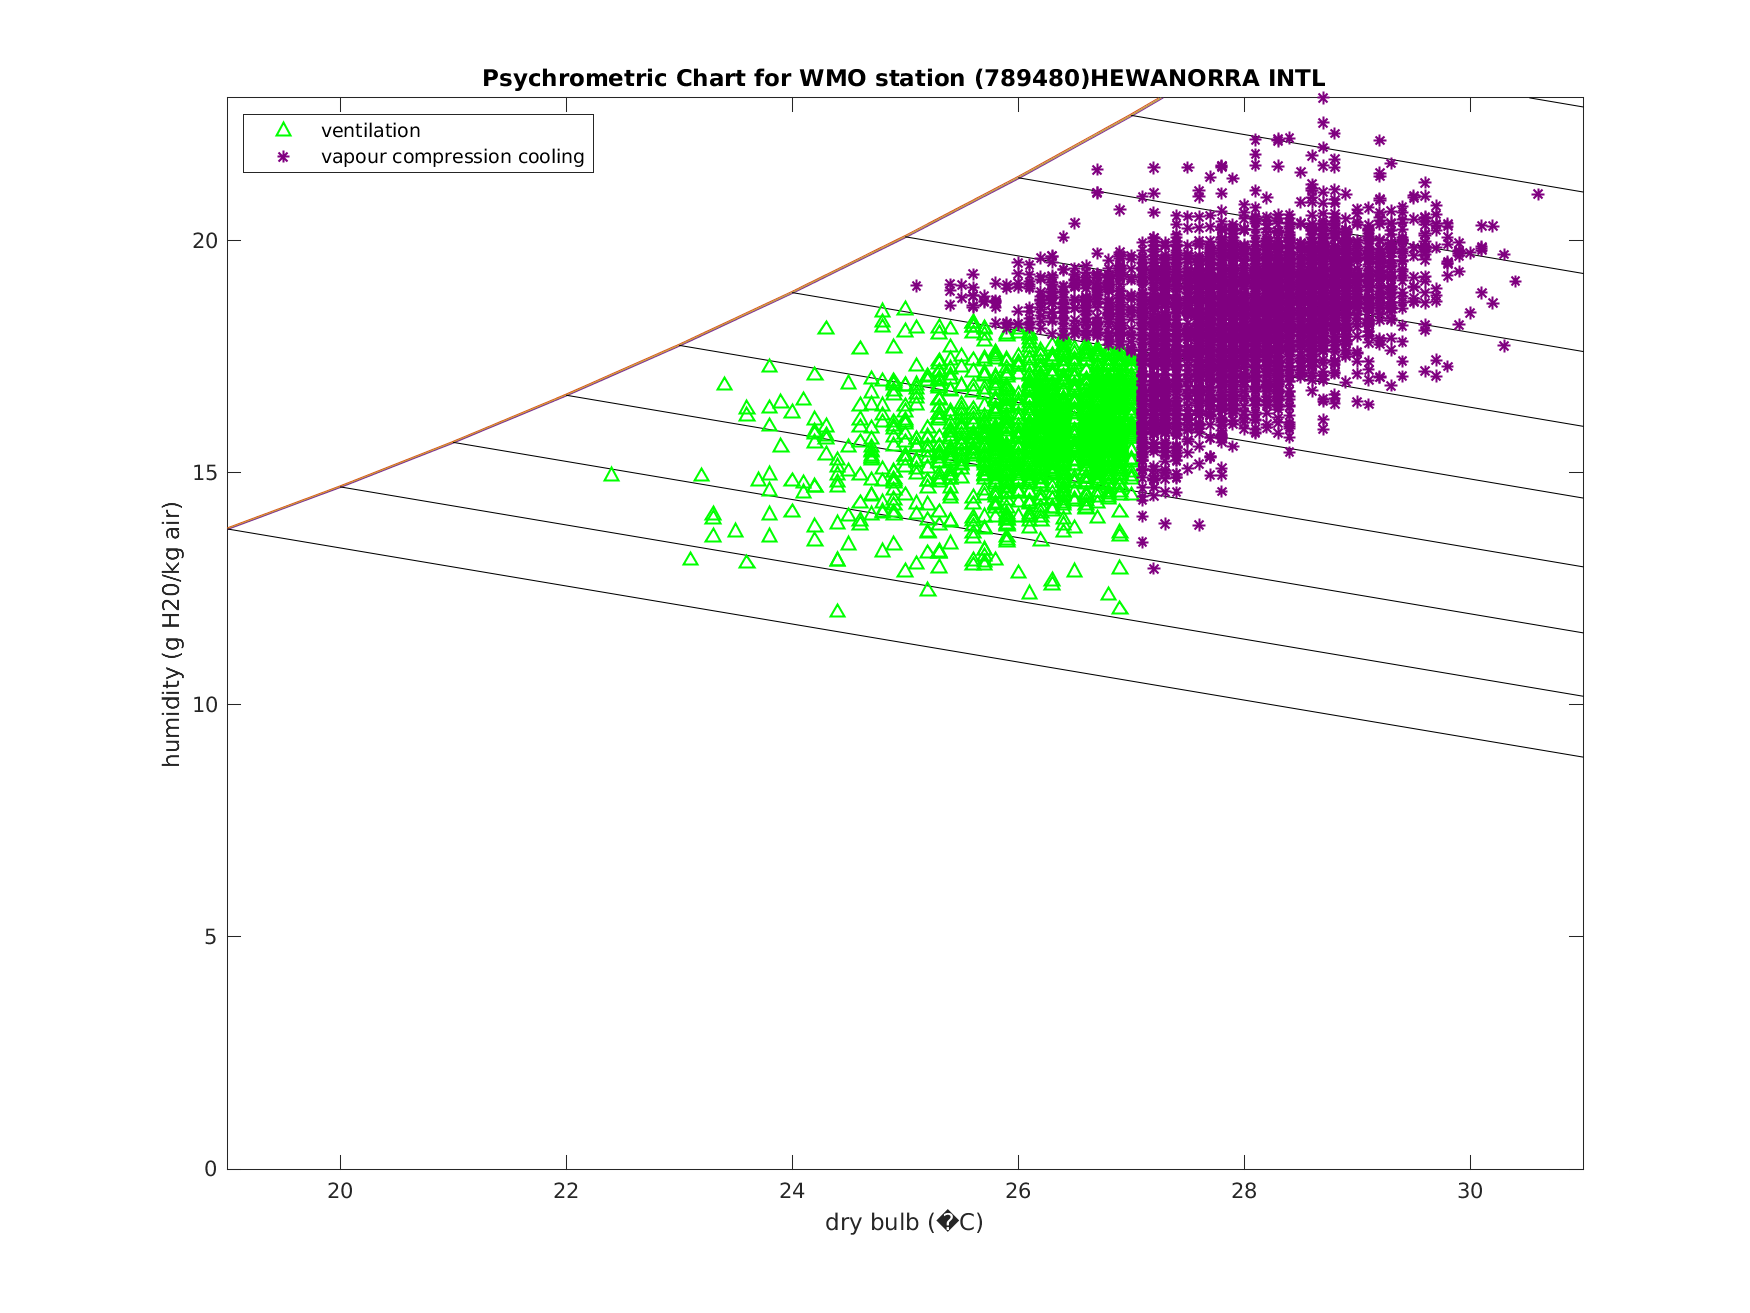 Psychrometric Chart for WMO station (789480)HEWANORRA INTL
ventilation
vapour compression cooling
humidity (g H20/kg air)
20
15
10
5
0
20 22 24 26 28 30
dry bulb (�C)